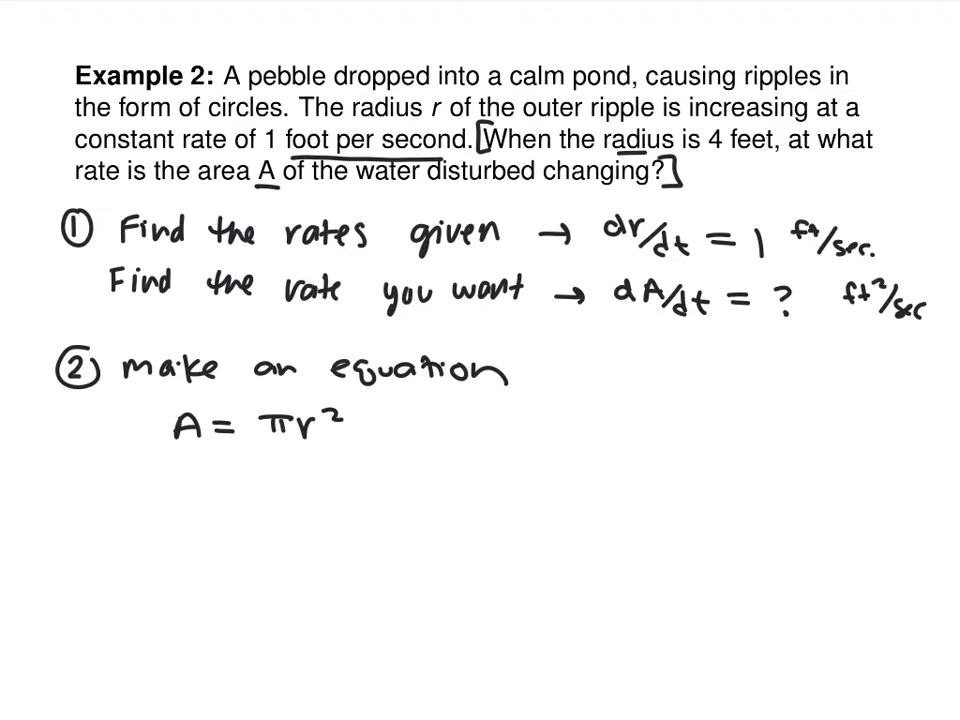 Example 2: A pebble dropped into a calm pond, causing ripples in
the form of circles. The radius r of the outer ripple is increasing at a
constant rate of 1 foot per second. [When the radius is 4 feet, at what
rate is the area A of the water disturbed changing?]
① Find the rates given → dr/dt = 1 ft/sec.
Find the rate you want → dA/dt = ? ft²/sec
② make an equation
A = πr²